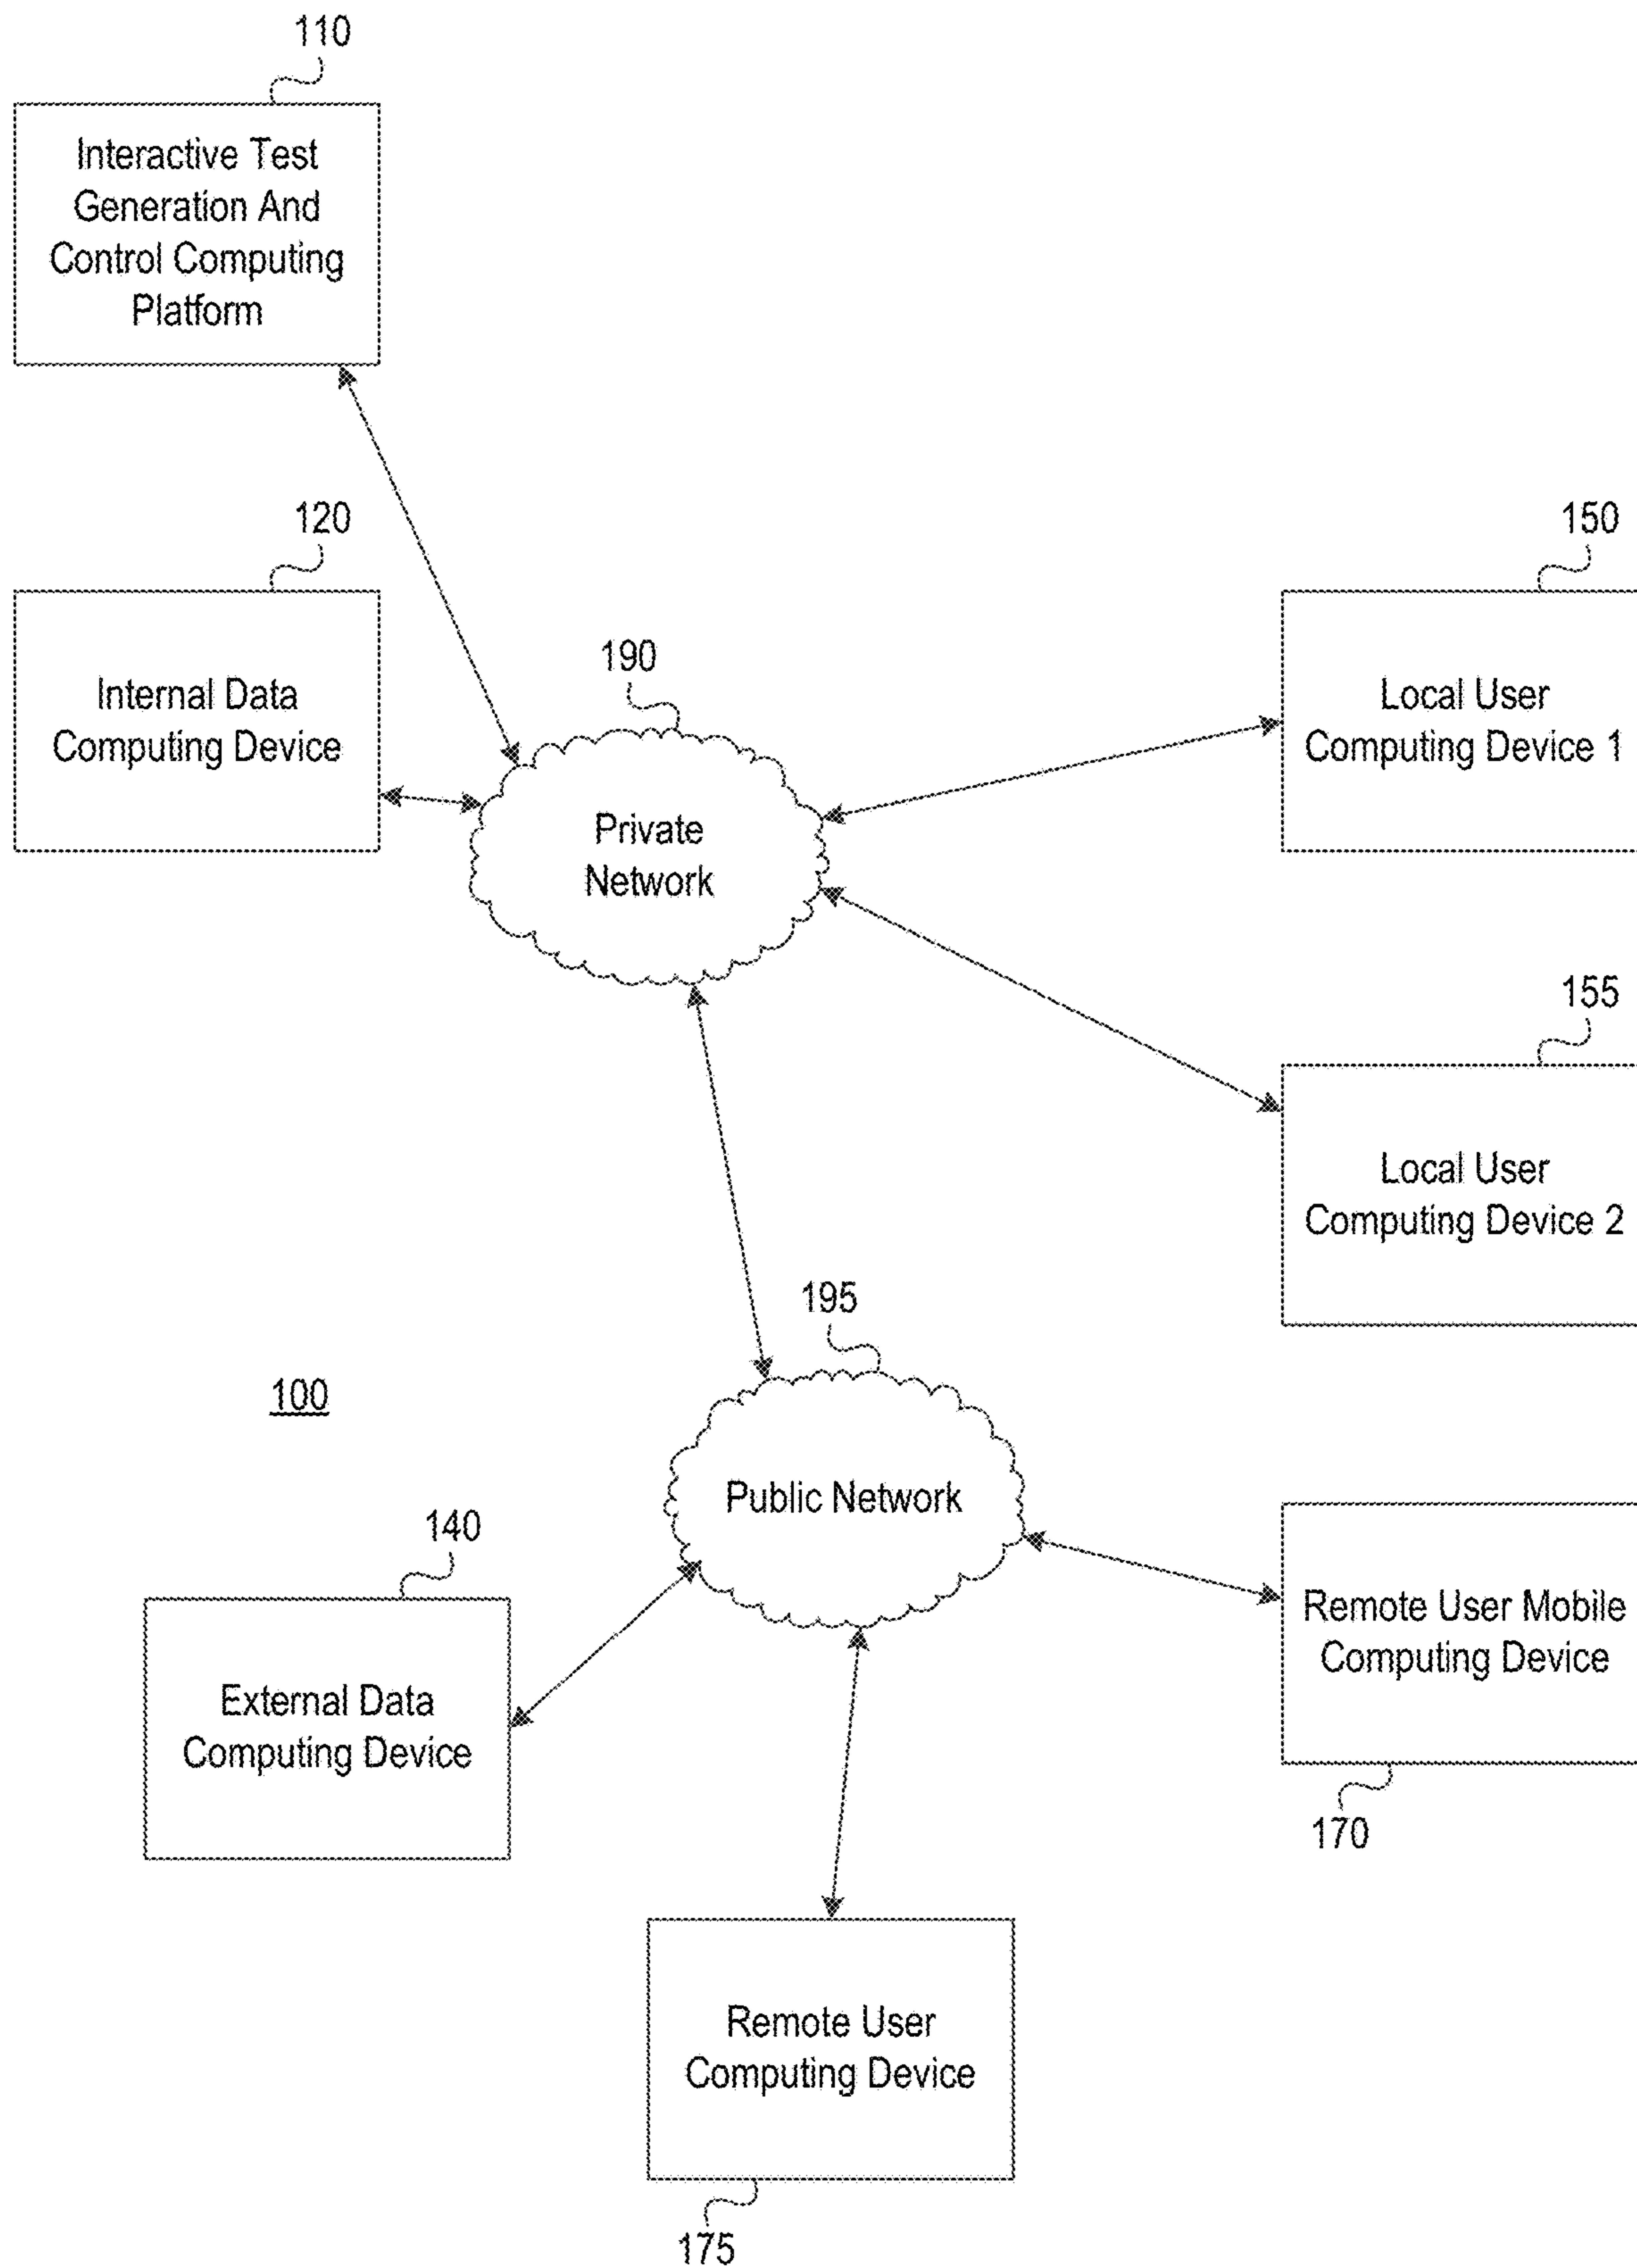 110
Interactive Test
Generation And
Control Computing
Platform
120
Internal Data
Computing Device
190
Private
Network
150
Local User
Computing Device 1
155
Local User
Computing Device 2
195
Public Network
100
140
External Data
Computing Device
Remote User Mobile
Computing Device
170
Remote User
Computing Device
175